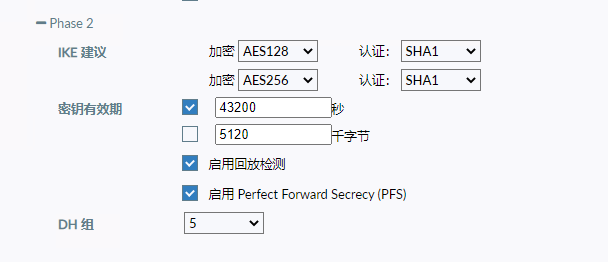 Phase 2
IKE 建议 加密 AES128 认证： SHA1
加密 AES256 认证： SHA1
密钥有效期 43200 秒
5120 千字节
启用回放检测
启用 Perfect Forward Secrecy (PFS)
DH 组 5